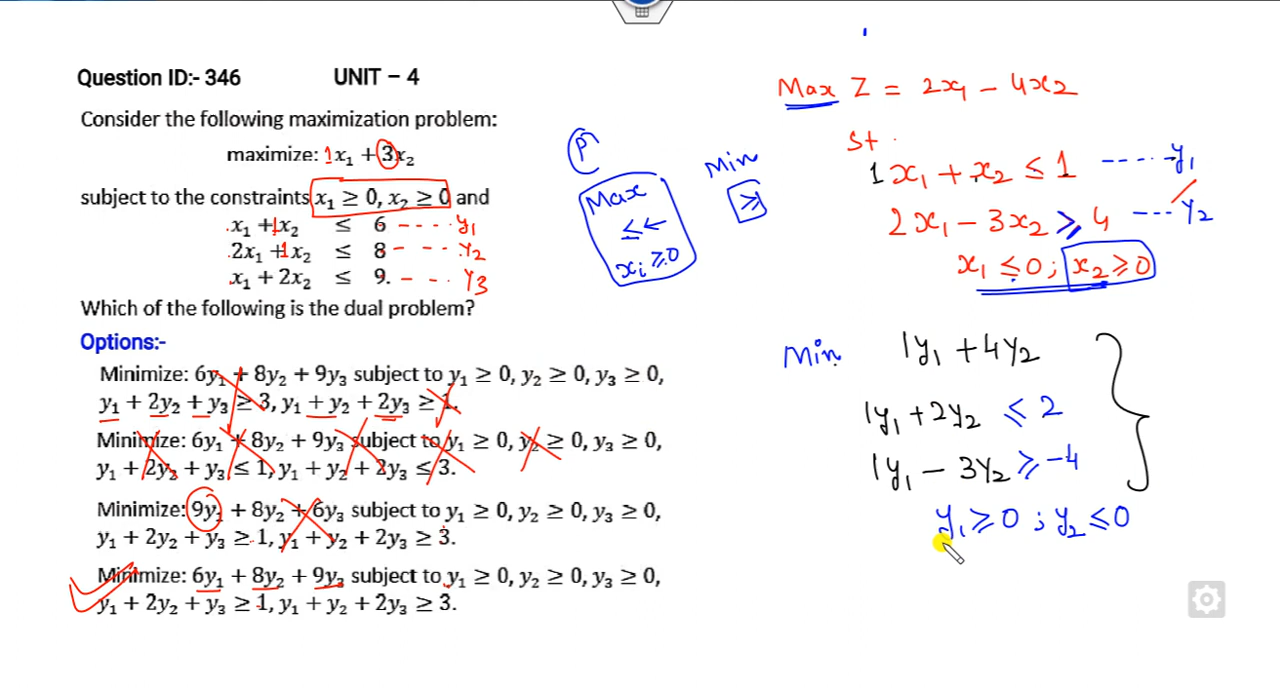 Question ID:- 346 UNIT – 4
Consider the following maximization problem:
maximize: 1x₁ + 3x₂
subject to the constraints x₁ ≥ 0, x₂ ≥ 0 and
x₁ + 1x₂ ≤ 6 ---- y₁
2x₁ + 1x₂ ≤ 8 ---- y₂
x₁ + 2x₂ ≤ 9. ---- y₃
Which of the following is the dual problem?
Options:-
Minimize: 6y₁ + 8y₂ + 9y₃ subject to y₁ ≥ 0, y₂ ≥ 0, y₃ ≥ 0,
y₁ + 2y₂ + y₃ ≥ 3, y₁ + y₂ + 2y₃ ≥ 1.
Minimize: 6y₁ + 8y₂ + 9y₃ subject to y₁ ≥ 0, y₂ ≥ 0, y₃ ≥ 0,
y₁ + 2y₂ + y₃ ≤ 1, y₁ + y₂ + 2y₃ ≤ 3.
Minimize: 9y₁ + 8y₂ + 6y₃ subject to y₁ ≥ 0, y₂ ≥ 0, y₃ ≥ 0,
y₁ + 2y₂ + y₃ ≥ 1, y₁ + y₂ + 2y₃ ≥ 3.
Minimize: 6y₁ + 8y₂ + 9y₃ subject to y₁ ≥ 0, y₂ ≥ 0, y₃ ≥ 0,
y₁ + 2y₂ + y₃ ≥ 1, y₁ + y₂ + 2y₃ ≥ 3.
P
Max
≤ ←
xᵢ ≥ 0
Min
≥
Max Z = 2x₁ - 4x₂
St.
1x₁ + x₂ ≤ 1 ----- y₁
2x₁ - 3x₂ ≥ 4 --- y₂
x₁ ≤ 0 ; x₂ ≥ 0
Min. 1y₁ + 4y₂
1y₁ + 2y₂ ≤ 2
1y₁ - 3y₂ ≥ -4
y₁ ≥ 0 ; y₂ ≤ 0